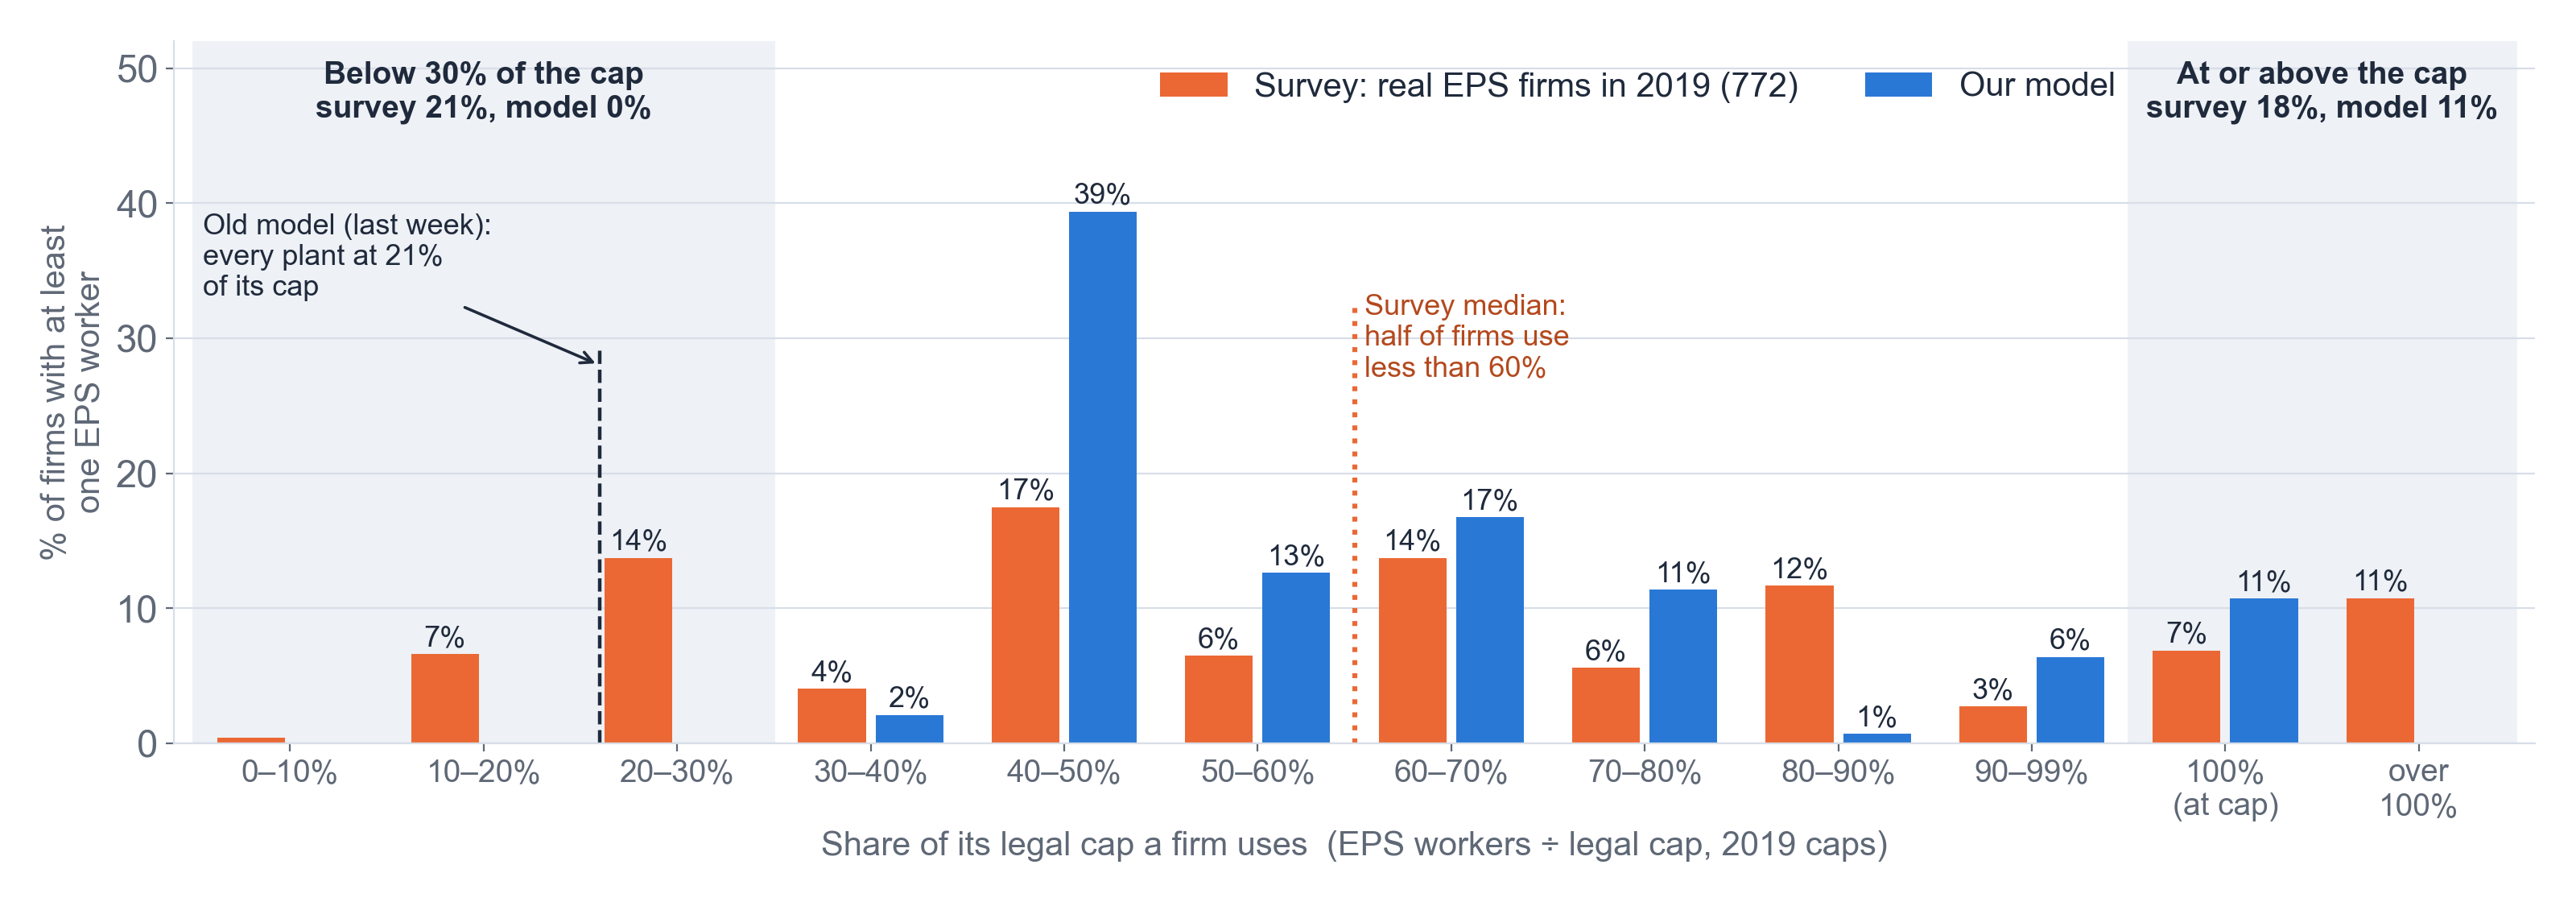 Below 30% of the cap
survey 21%, model 0%
Survey: real EPS firms in 2019 (772)
Our model
At or above the cap
survey 18%, model 11%
Old model (last week):
every plant at 21%
of its cap
Survey median:
half of firms use
less than 60%
% of firms with at least
one EPS worker
50
40
30
20
10
0
7%
14%
4%
2%
17%
39%
6%
13%
14%
17%
6%
11%
12%
1%
3%
6%
7%
11%
11%
0–10%
10–20%
20–30%
30–40%
40–50%
50–60%
60–70%
70–80%
80–90%
90–99%
100%
(at cap)
over
100%
Share of its legal cap a firm uses (EPS workers ÷ legal cap, 2019 caps)